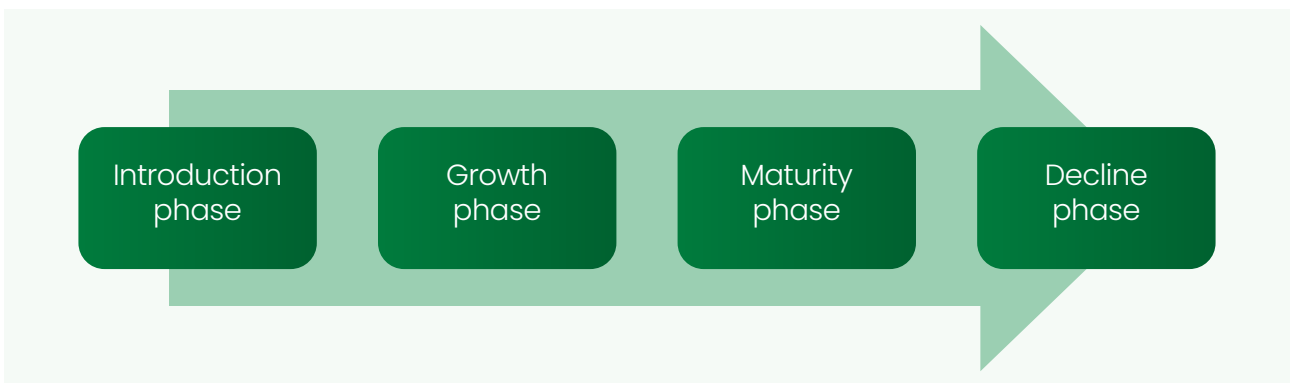 Introduction
phase
Growth
phase
Maturity
phase
Decline
phase